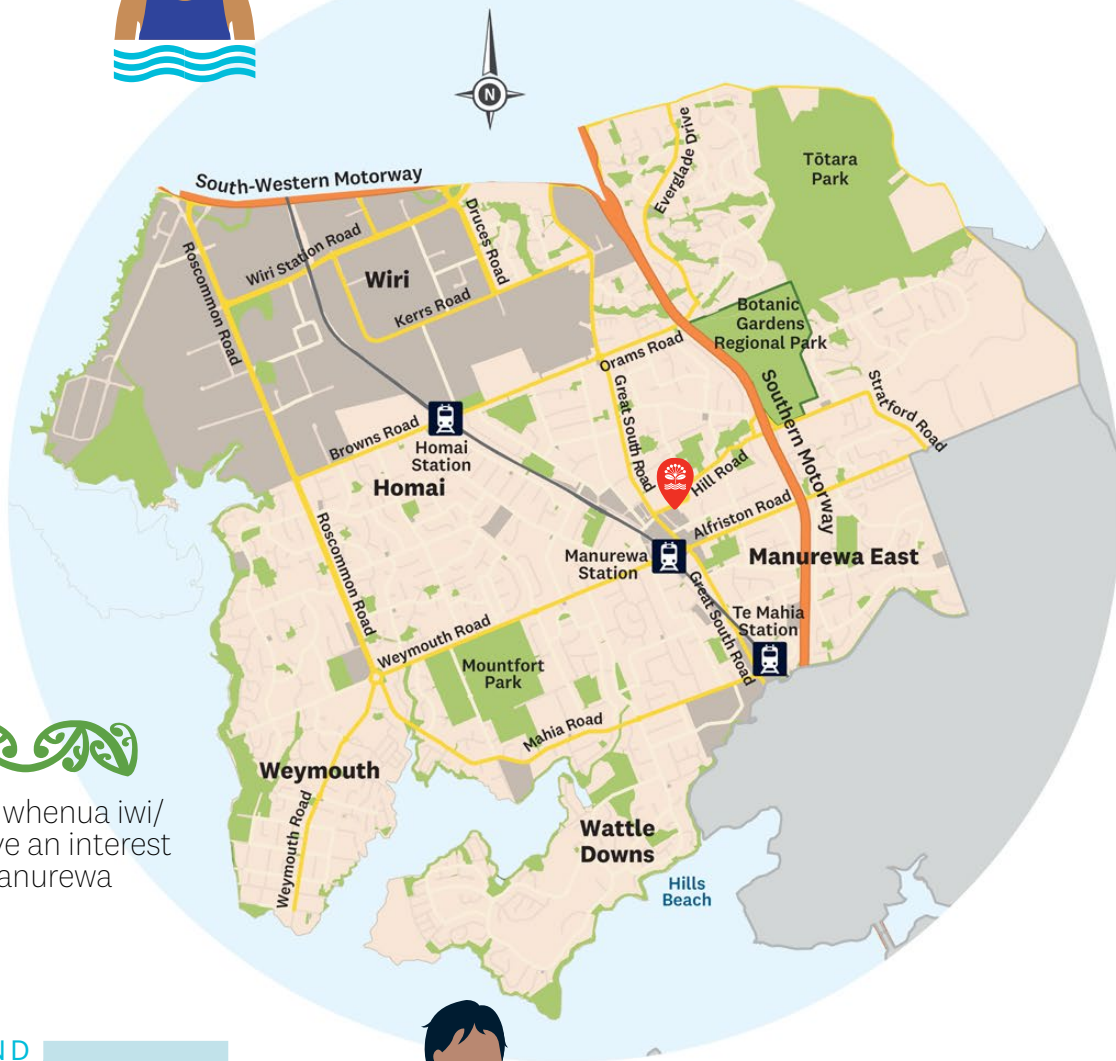 N
South-Western Motorway
Everglade Drive
Tōtara
Park
Druces Road
Wiri Station Road
Roscommon Road
Wiri
Kerrs Road
Botanic
Gardens
Regional Park
Orams Road
Great South Road
Southern Motorway
Stratford Road
Browns Road
Homai
Station
Homai
Hill Road
Alfriston Road
Roscommon Road
Manurewa
Station
Manurewa East
Great South Road
Te Mahia
Station
Weymouth Road
Mountfort
Park
Mahia Road
Weymouth
Weymouth Road
whenua iwi/
ve an interest
anurewa
Wattle
Downs
Hills
Beach
ND